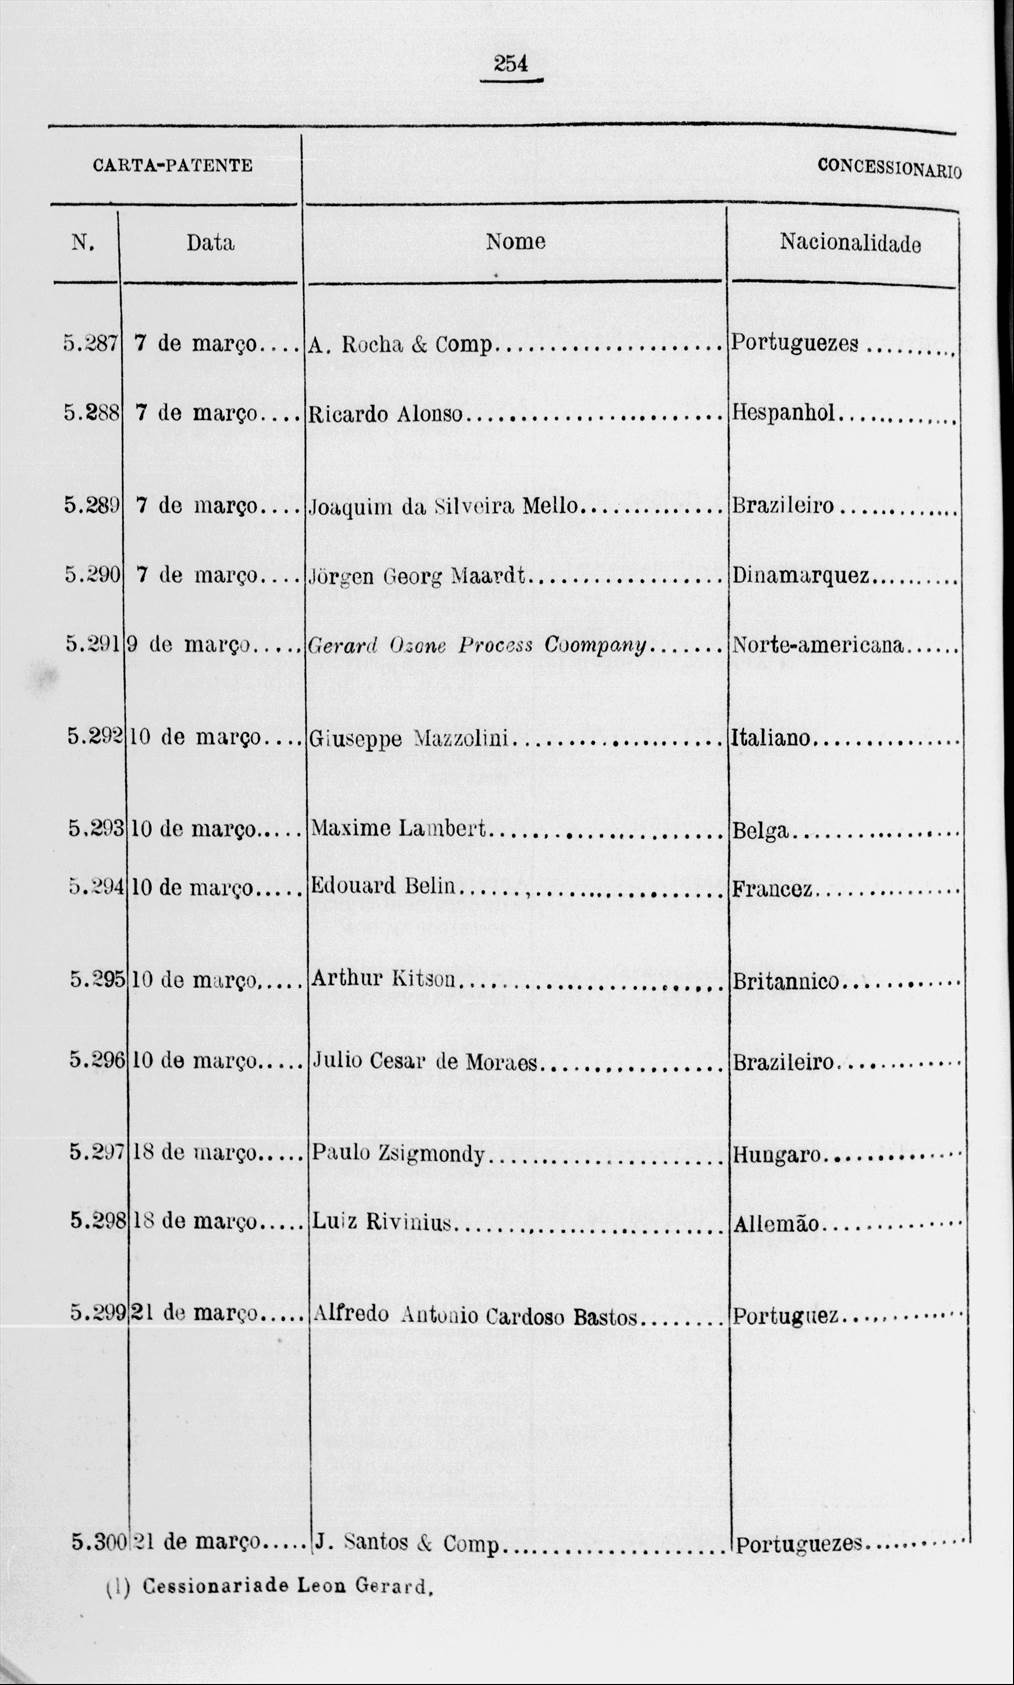 254
CARTA-PATENTE CONCESSIONARIO
N. Data Nome Nacionalidade
5.287 7 de março.... A. Rocha & Comp....................... Portuguezes ..........
5.288 7 de março.... Ricardo Alonso.......................... Hespanhol.............
5.289 7 de março.... Joaquim da Silveira Mello.............. Brazileiro .............
5.290 7 de março.... Jörgen Georg Maardt................... Dinamarquez..........
5.291 9 de março..... Gerard Ozone Process Coompany....... Norte-americana......
5.292 10 de março.... Giuseppe Mazzolini..................... Italiano................
5.293 10 de março..... Maxime Lambert........................ Belga..................
5.294 10 de março..... Edouard Belin........................... Francez................
5.295 10 de março..... Arthur Kitson........................... Britannico.............
5.296 10 de março..... Julio Cesar de Moraes.................. Brazileiro..............
5.297 18 de março..... Paulo Zsigmondy........................ Hungaro...............
5.298 18 de março..... Luiz Rivinius............................ Allemão...............
5.299 21 de março..... Alfredo Antonio Cardoso Bastos........ Portuguez.............
5.300 21 de março..... J. Santos & Comp....................... Portuguezes...........
(1) Cessionariade Leon Gerard.